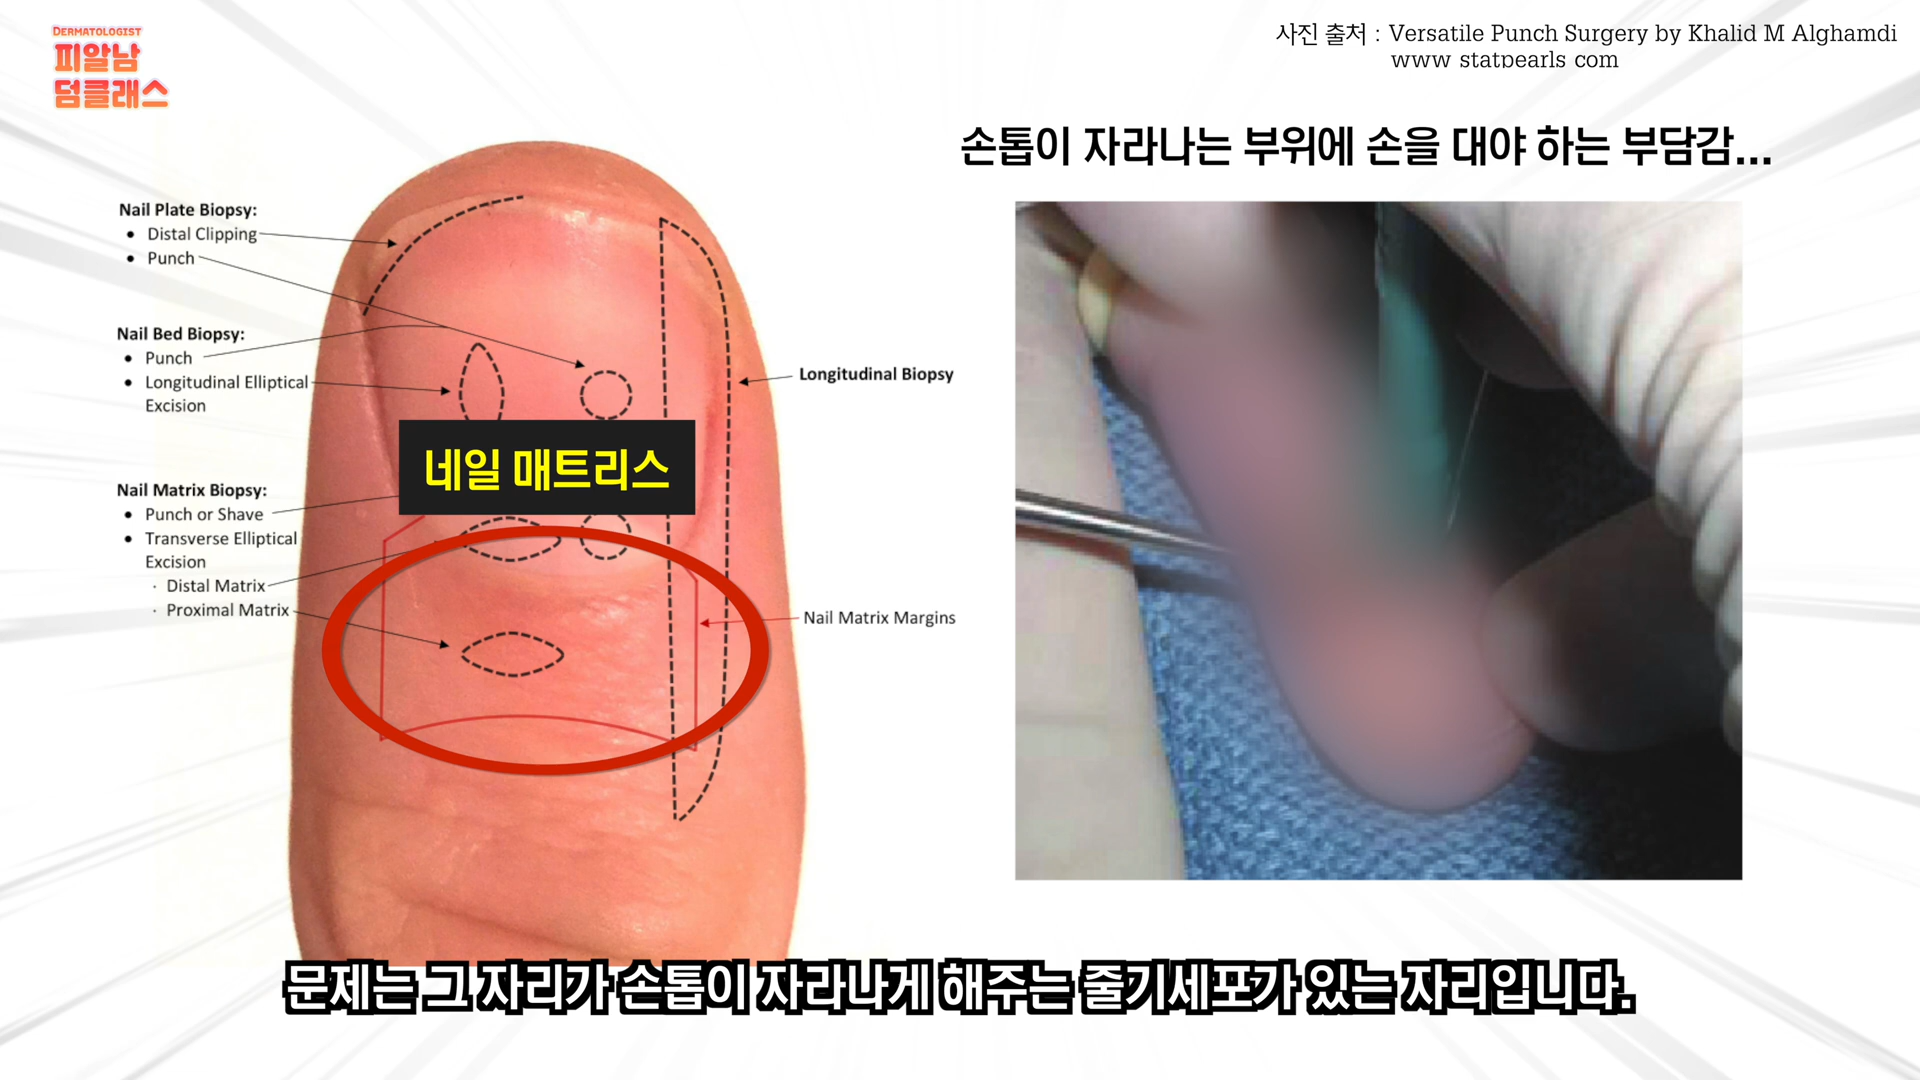 DERMATOLOGIST
피알남
덤클래스
사진 출처 : Versatile Punch Surgery by Khalid M Alghamdi
www.statpearls.com
손톱이 자라나는 부위에 손을 대야 하는 부담감...
Nail Plate Biopsy:
• Distal Clipping
• Punch
Nail Bed Biopsy:
• Punch
• Longitudinal Elliptical
Excision
Longitudinal Biopsy
네일 매트리스
Nail Matrix Biopsy:
• Punch or Shave
• Transverse Elliptical
Excision
· Distal Matrix
· Proximal Matrix
Nail Matrix Margins
문제는 그 자리가 손톱이 자라나게 해주는 줄기세포가 있는 자리입니다.